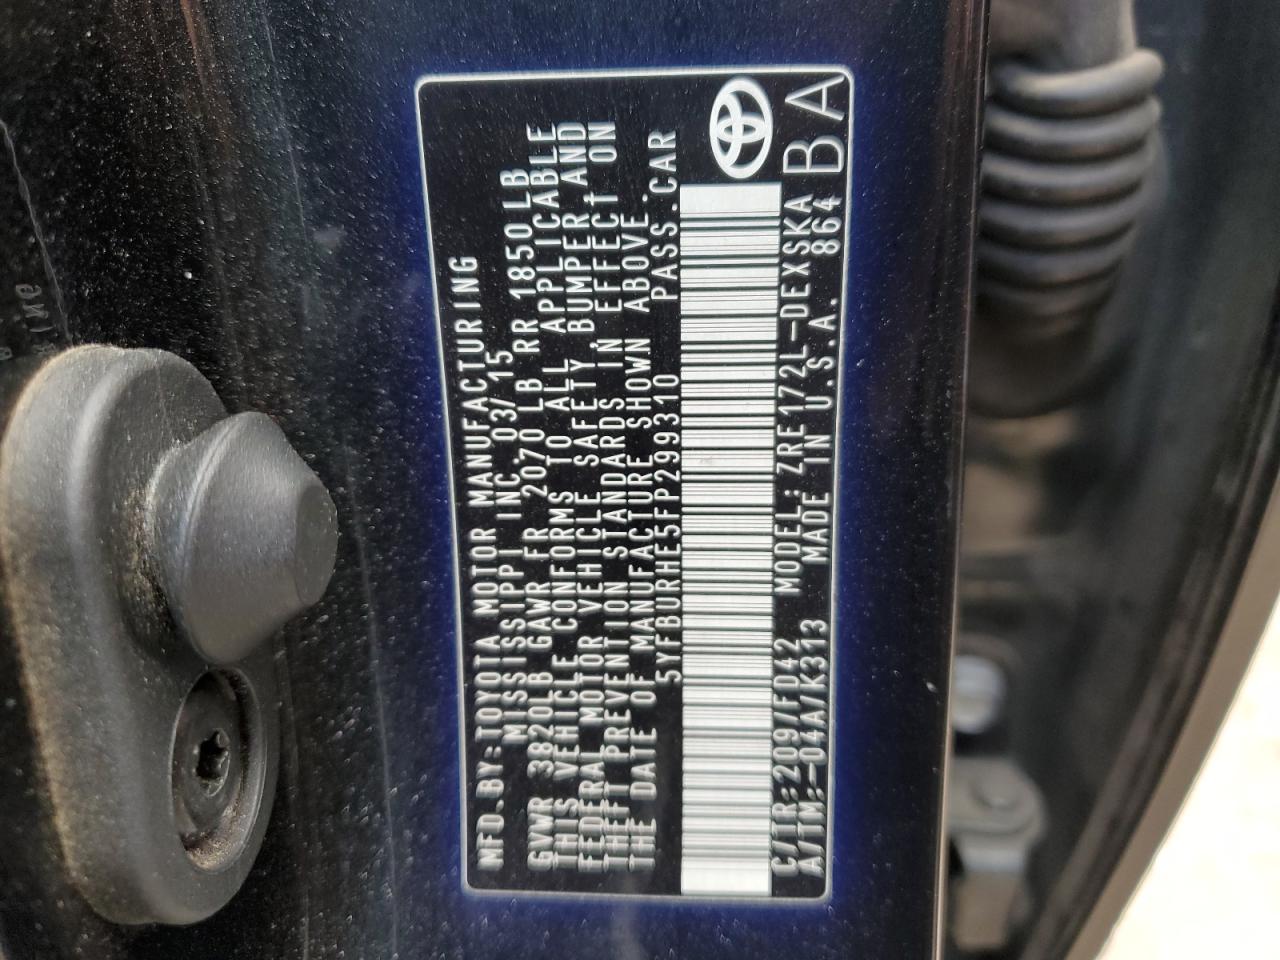 MFD.BY:TOYOTA MOTOR MANUFACTURING
MISSISSIPPI INC. 03/15
GVWR 3820LB GAWR FR 2070LB RR 1850LB
THIS VEHICLE CONFORMS TO ALL APPLICABLE
FEDERAL MOTOR VEHICLE SAFETY, BUMPER, AND
THEFT PREVENTION STANDARDS IN EFFECT ON
THE DATE OF MANUFACTURE SHOWN ABOVE.
5YFBURHE5FP299310 PASS.CAR
C/TR:209/FD42 MODEL:ZRE172L-DEXSKA
A/TM:-04A/K313 MADE IN U.S.A. 864
BA